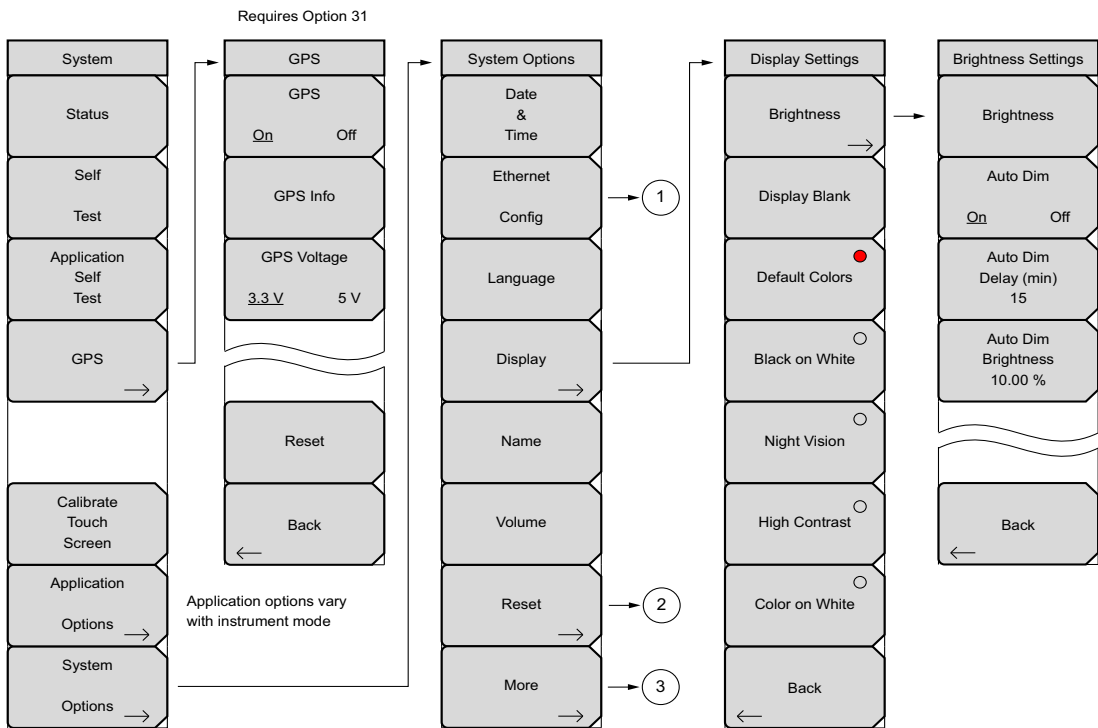 Requires Option 31
System
Status
Self
Test
Application
Self
Test
GPS
Calibrate
Touch
Screen
Application
Options
System
Options
GPS
GPS
On Off
GPS Info
GPS Voltage
3.3 V 5 V
Reset
Back
Application options vary
with instrument mode
System Options
Date
&
Time
Ethernet
Config
1
Language
Display
Name
Volume
Reset
2
More
3
Display Settings
Brightness
Display Blank
Default Colors
Black on White
Night Vision
High Contrast
Color on White
Back
Brightness Settings
Brightness
Auto Dim
On Off
Auto Dim
Delay (min)
15
Auto Dim
Brightness
10.00 %
Back